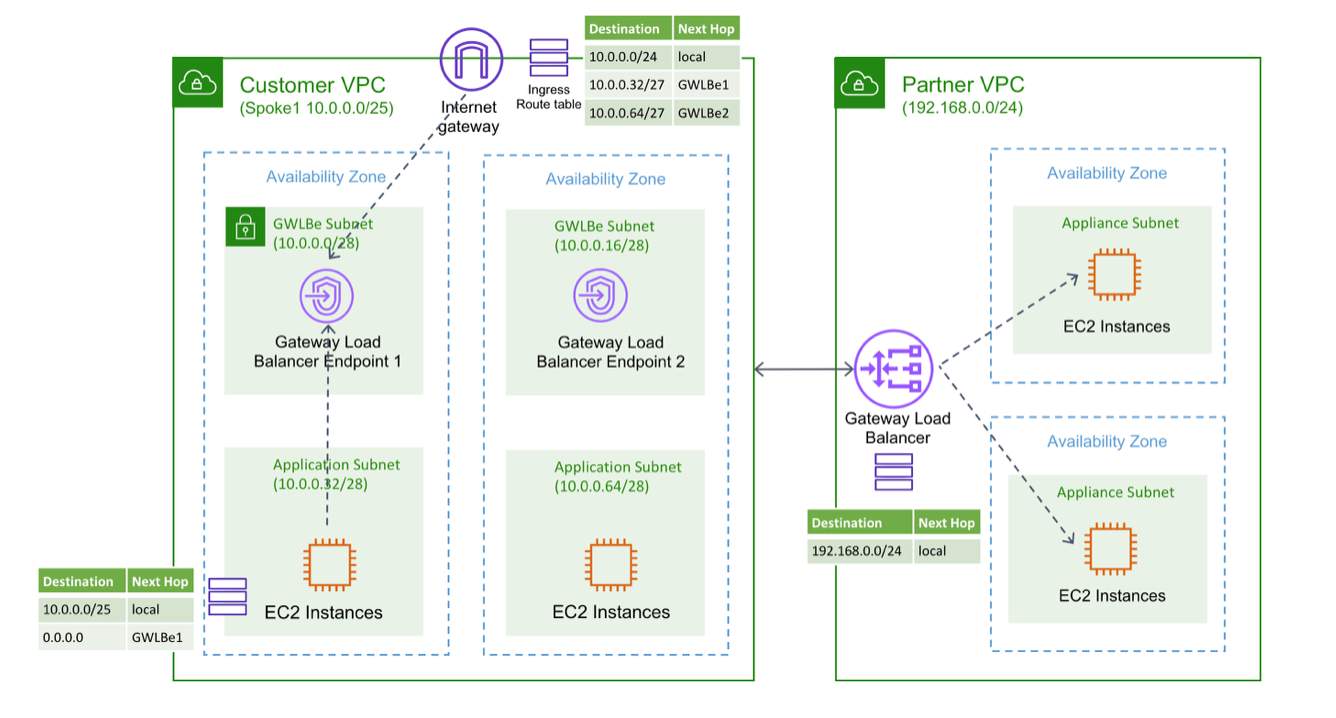 Destination Next Hop
10.0.0.0/24 local
10.0.0.32/27 GWLBe1
10.0.0.64/27 GWLBe2
Ingress
Route table
Internet
gateway
Customer VPC
(Spoke1 10.0.0.0/25)
Availability Zone
GWLBe Subnet
(10.0.0.0/28)
Gateway Load
Balancer Endpoint 1
Application Subnet
(10.0.0.32/28)
EC2 Instances
Destination Next Hop
10.0.0.0/25 local
0.0.0.0 GWLBe1
Availability Zone
GWLBe Subnet
(10.0.0.16/28)
Gateway Load
Balancer Endpoint 2
Application Subnet
(10.0.0.64/28)
EC2 Instances
Partner VPC
(192.168.0.0/24)
Gateway Load
Balancer
Destination Next Hop
192.168.0.0/24 local
Availability Zone
Appliance Subnet
EC2 Instances
Availability Zone
Appliance Subnet
EC2 Instances